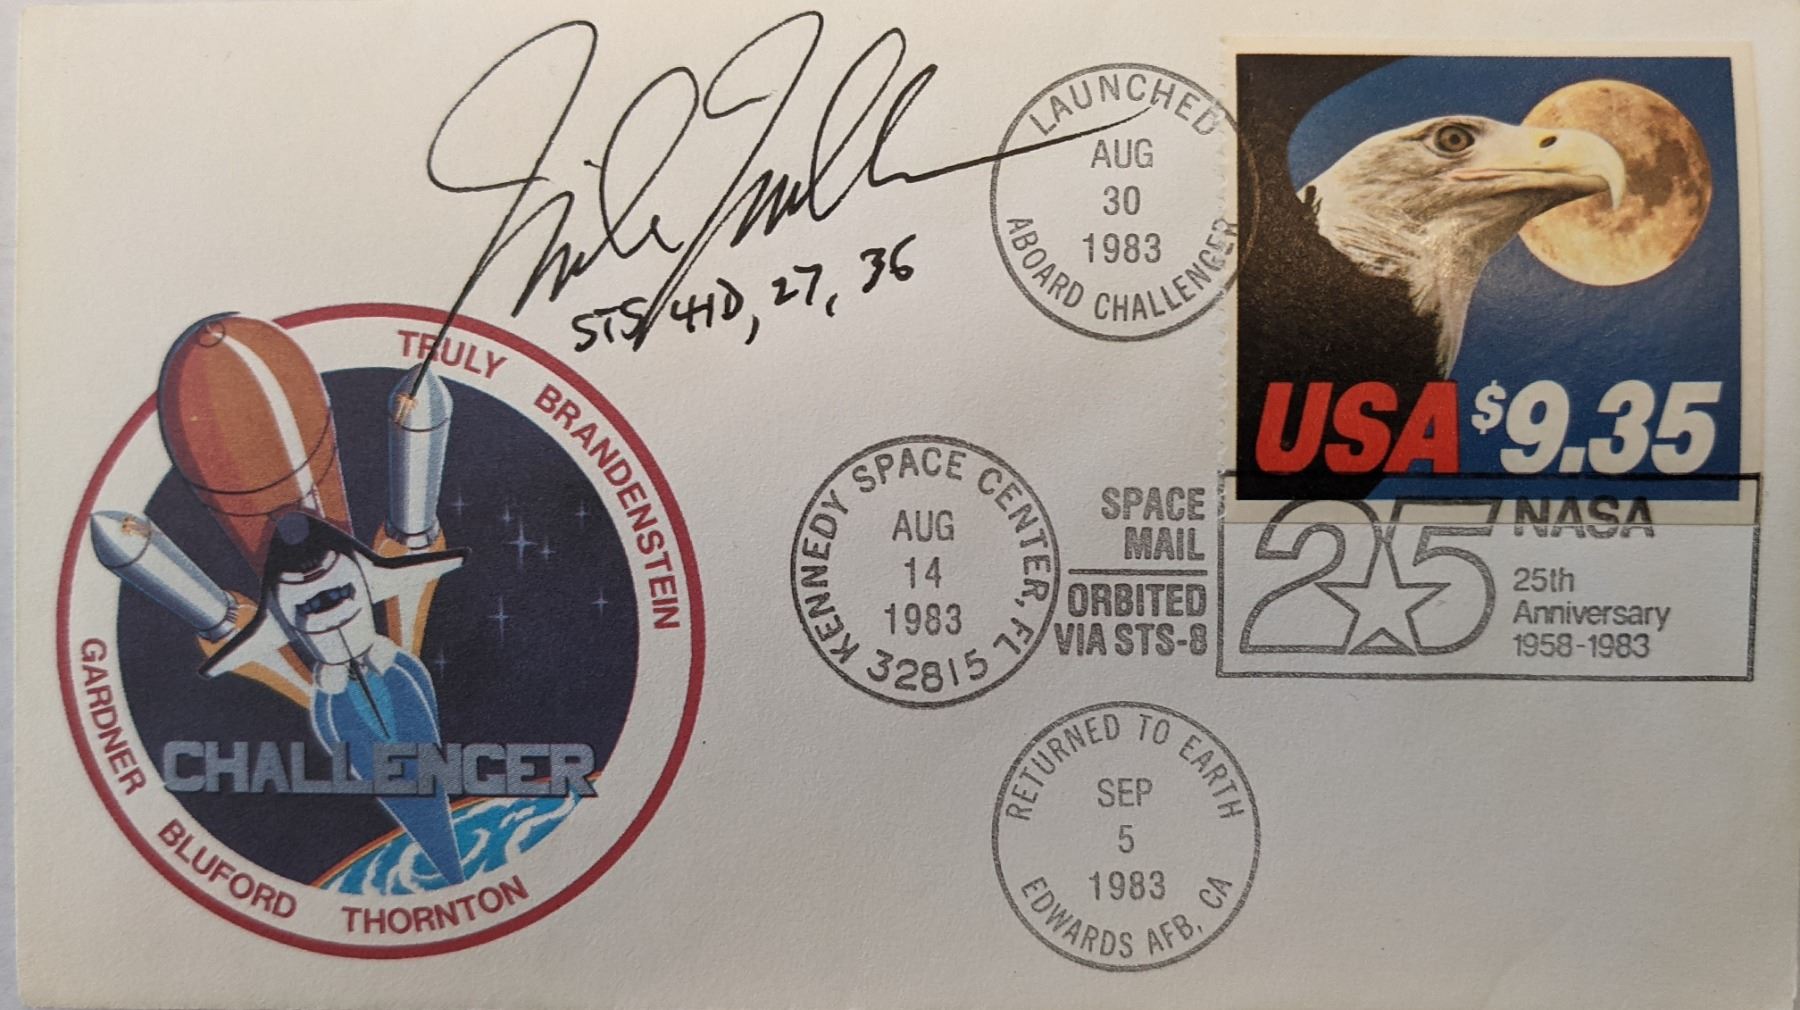 Mike Mullane
STS 41D, 27, 36
LAUNCHED
AUG
30
1983
ABOARD CHALLENGER
USA $9.35
TRULY
BRANDENSTEIN
GARDNER
BLUFORD
THORNTON
CHALLENGER
KENNEDY SPACE CENTER, FL
AUG
14
1983
32815
SPACE
MAIL
ORBITED
VIA STS-8
25
NASA
25th
Anniversary
1958-1983
RETURNED TO EARTH
SEP
5
1983
EDWARDS AFB, CA